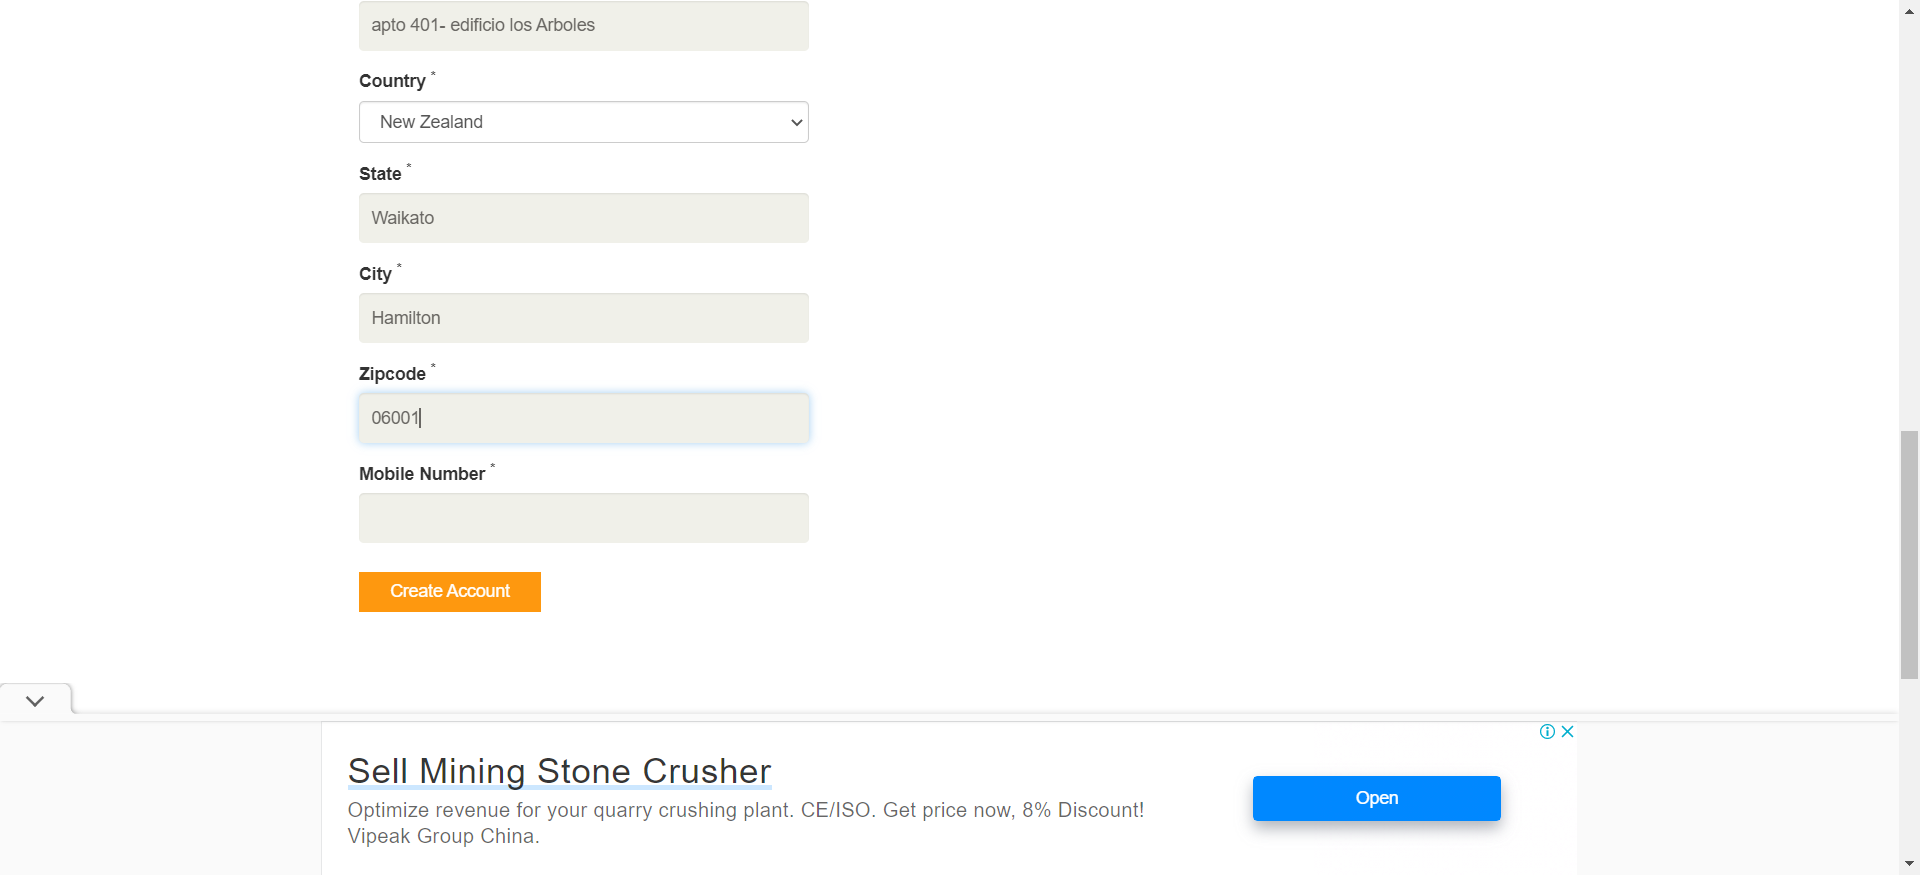 apto 401- edificio los Arboles
Country *
New Zealand
State *
Waikato
City *
Hamilton
Zipcode *
06001
Mobile Number *
Create Account
Sell Mining Stone Crusher
Optimize revenue for your quarry crushing plant. CE/ISO. Get price now, 8% Discount!
Vipeak Group China.
Open